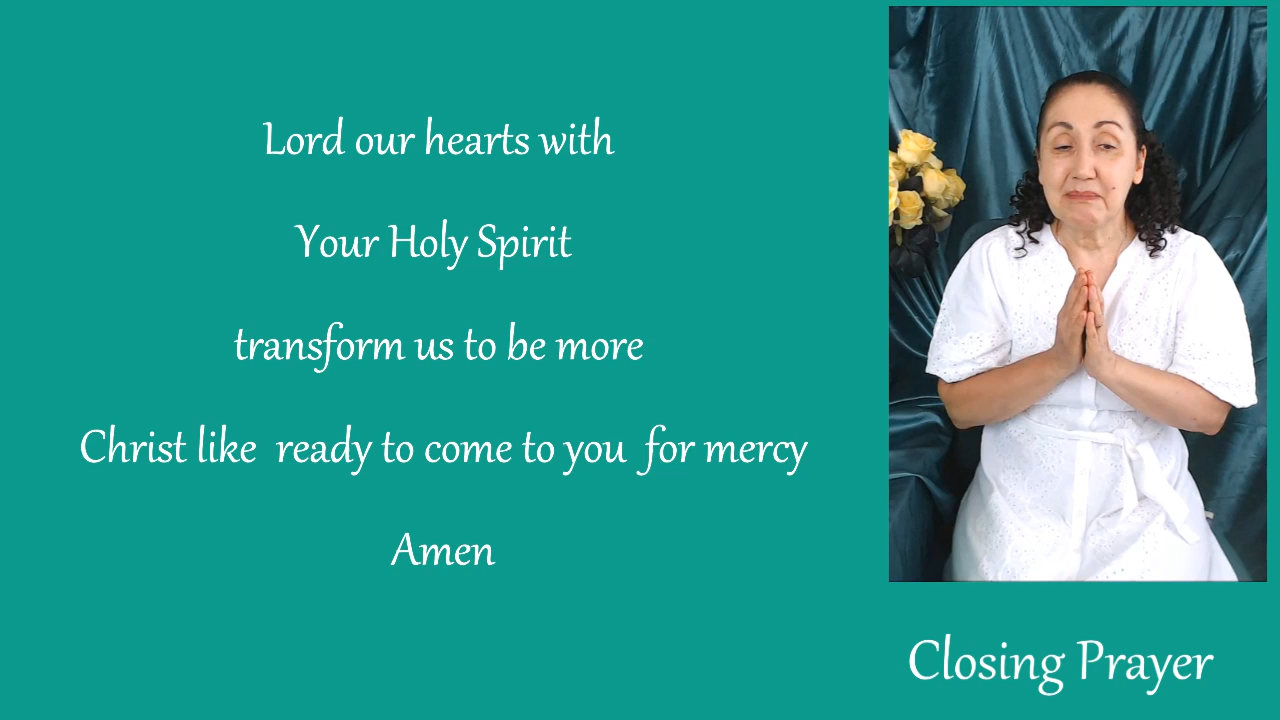 Lord our hearts with
Your Holy Spirit
transform us to be more
Christ like  ready to come to you  for mercy
Amen
Closing Prayer